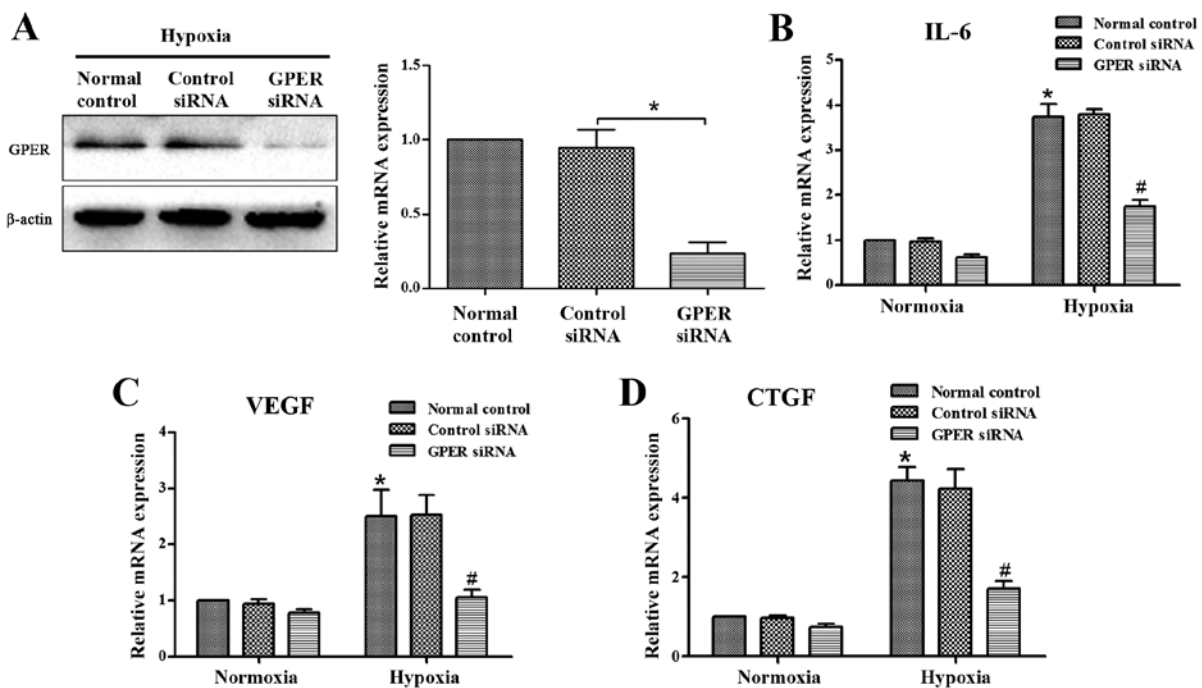 A
Hypoxia
Normal control
Control siRNA
GPER siRNA
GPER
β-actin
Relative mRNA expression
1.5
1.0
0.5
0.0
*
Normal control
Control siRNA
GPER siRNA
B
IL-6
Normal control
Control siRNA
GPER siRNA
Relative mRNA expression
5
4
3
2
1
0
*
#
Normoxia
Hypoxia
C
VEGF
Normal control
Control siRNA
GPER siRNA
Relative mRNA expression
4
3
2
1
0
*
#
Normoxia
Hypoxia
D
CTGF
Normal control
Control siRNA
GPER siRNA
Relative mRNA expression
6
4
2
0
*
#
Normoxia
Hypoxia